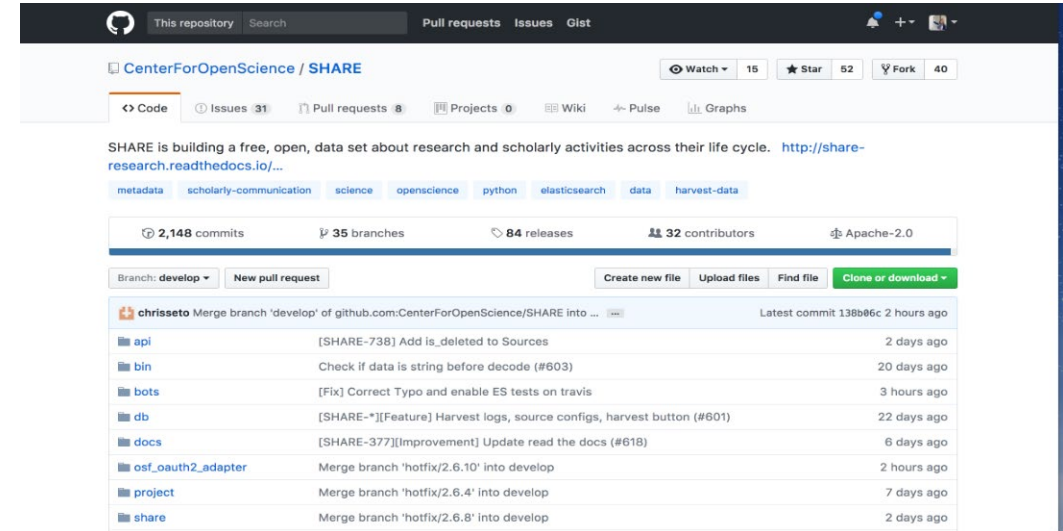 This repository Search Pull requests Issues Gist
CenterForOpenScience / SHARE Watch 15 Star 52 Fork 40
Code Issues 31 Pull requests 8 Projects 0 Wiki Pulse Graphs
SHARE is building a free, open, data set about research and scholarly activities across their life cycle. http://share-
research.readthedocs.io/...
metadata scholarly-communication science openscience python elasticsearch data harvest-data
2,148 commits 35 branches 84 releases 32 contributors Apache-2.0
Branch: develop New pull request Create new file Upload files Find file Clone or download
chrisseto Merge branch 'develop' of github.com:CenterForOpenScience/SHARE into ... ... Latest commit 138b06c 2 hours ago
api [SHARE-738] Add is_deleted to Sources 2 days ago
bin Check if data is string before decode (#603) 20 days ago
bots [Fix] Correct Typo and enable ES tests on travis 3 hours ago
db [SHARE-*][Feature] Harvest logs, source configs, harvest button (#601) 22 days ago
docs [SHARE-377][Improvement] Update read the docs (#618) 6 days ago
osf_oauth2_adapter Merge branch 'hotfix/2.6.10' into develop 2 hours ago
project Merge branch 'hotfix/2.6.4' into develop 7 days ago
share Merge branch 'hotfix/2.6.8' into develop 2 days ago